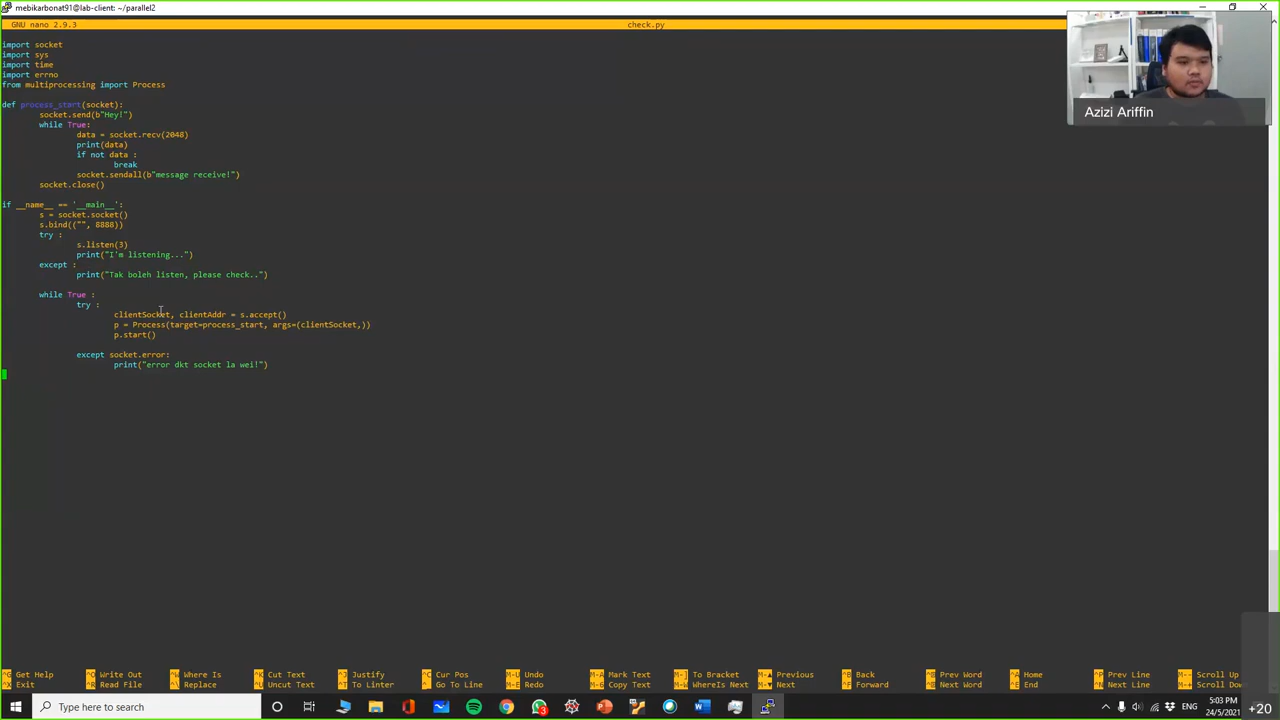 mebikarbonat91@lab-client: ~/parallel2
GNU nano 2.9.3 check.py
import socket
import sys
import time
import errno
from multiprocessing import Process
def process_start(socket):
socket.send(b"Hey!")
while True:
data = socket.recv(2048)
print(data)
if not data :
break
socket.sendall(b"message receive!")
socket.close()
if __name__ == '__main__':
s = socket.socket()
s.bind(("", 8888))
try :
s.listen(3)
print("I'm listening...")
except :
print("Tak boleh listen, please check..")
while True :
try :
clientSocket, clientAddr = s.accept()
p = Process(target=process_start, args=(clientSocket,))
p.start()
except socket.error:
print("error dkt socket la wei!")
Azizi Ariffin
^G Get Help ^O Write Out ^W Where Is ^K Cut Text ^J Justify ^C Cur Pos M-U Undo M-A Mark Text M-] To Bracket M-▲ Previous ^B Back ^◀ Prev Word ^A Home ^P Prev Line M-- Scroll Up
^X Exit ^R Read File ^\ Replace ^U Uncut Text ^T To Linter ^_ Go To Line M-E Redo M-6 Copy Text M-W WhereIs Next M-▼ Next ^F Forward ^▶ Next Word ^E End ^N Next Line M-+ Scroll Dow
Type here to search
3
ENG
5:03 PM
24/5/2021
+20